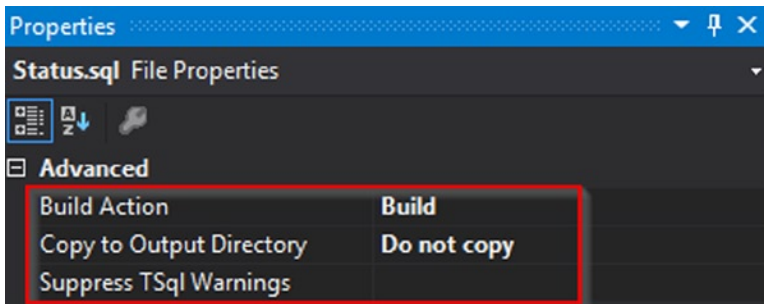 Properties
Status.sql File Properties
Advanced
Build Action Build
Copy to Output Directory Do not copy
Suppress TSql Warnings